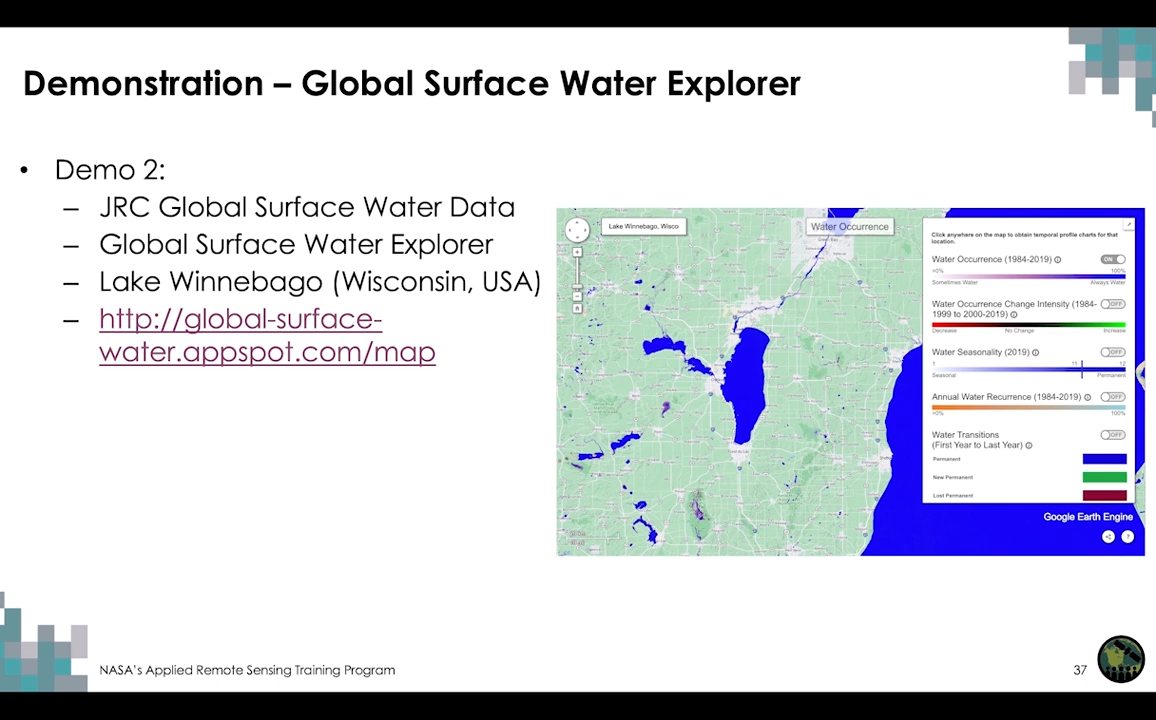 Demonstration – Global Surface Water Explorer
• Demo 2:
– JRC Global Surface Water Data
– Global Surface Water Explorer
– Lake Winnebago (Wisconsin, USA)
– http://global-surface-
water.appspot.com/map
Lake Winnebago, Wisco
Water Occurrence
Click anywhere on the map to obtain temporal profile charts for that
location.
Water Occurrence (1984-2019)
ON
>0% 100%
Sometimes Water Always Water
Water Occurrence Change Intensity (1984-
1999 to 2000-2019)
OFF
Decrease No Change Increase
Water Seasonality (2019)
OFF
1 11 12
Seasonal Permanent
Annual Water Recurrence (1984-2019)
OFF
>0% 100%
Water Transitions
(First Year to Last Year)
OFF
Permanent
New Permanent
Lost Permanent
Google Earth Engine
NASA's Applied Remote Sensing Training Program
37